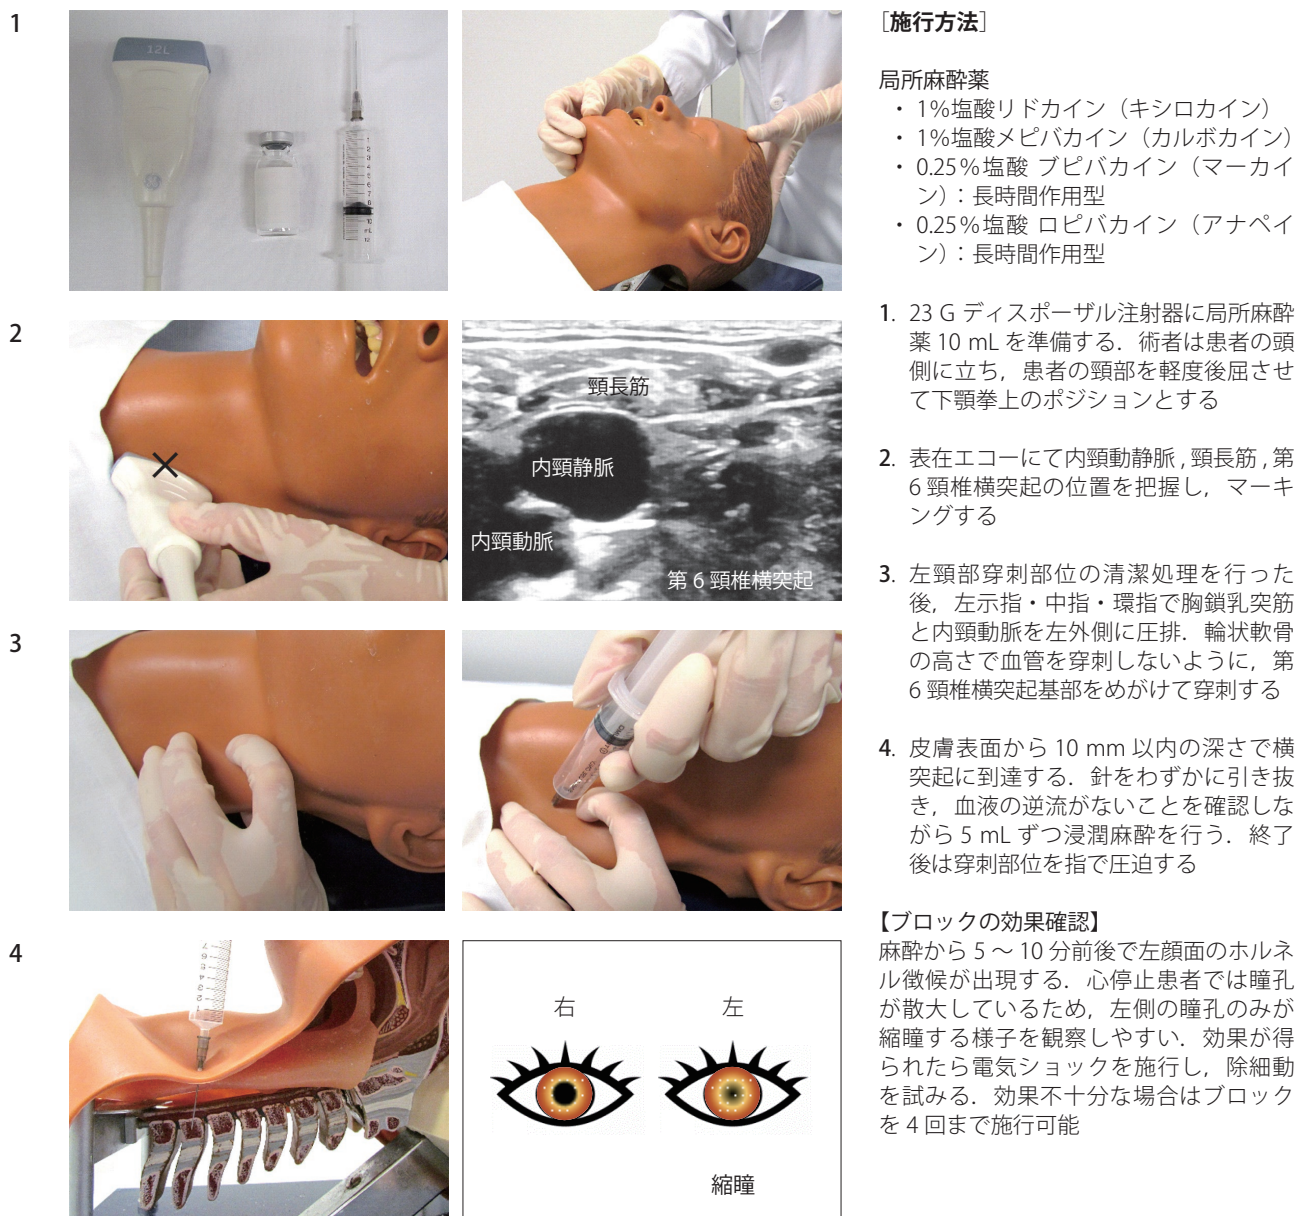 1
12L
［施行方法］
局所麻酔薬
・ 1％塩酸リドカイン（キシロカイン）
・ 1％塩酸メピバカイン（カルボカイン）
・ 0.25％塩酸 ブピバカイン（マーカイ
ン）：長時間作用型
・ 0.25％塩酸 ロピバカイン（アナペイ
ン）：長時間作用型
1. 23 G ディスポーザル注射器に局所麻酔
薬 10 mL を準備する．術者は患者の頭
側に立ち，患者の頸部を軽度後屈させ
て下顎挙上のポジションとする
2
頸長筋
内頸静脈
内頸動脈
第 6 頸椎横突起
2. 表在エコーにて内頸動静脈 , 頸長筋 , 第
6 頸椎横突起の位置を把握し，マーキ
ングする
3
3. 左頸部穿刺部位の清潔処理を行った
後，左示指・中指・環指で胸鎖乳突筋
と内頸動脈を左外側に圧排．輪状軟骨
の高さで血管を穿刺しないように，第
6 頸椎横突起基部をめがけて穿刺する
4. 皮膚表面から 10 mm 以内の深さで横
突起に到達する．針をわずかに引き抜
き，血液の逆流がないことを確認しな
がら 5 mL ずつ浸潤麻酔を行う．終了
後は穿刺部位を指で圧迫する
4
右
左
縮瞳
【ブロックの効果確認】
麻酔から 5 ～ 10 分前後で左顔面のホルネ
ル徴候が出現する．心停止患者では瞳孔
が散大しているため，左側の瞳孔のみが
縮瞳する様子を観察しやすい．効果が得
られたら電気ショックを施行し，除細動
を試みる．効果不十分な場合はブロック
を 4 回まで施行可能